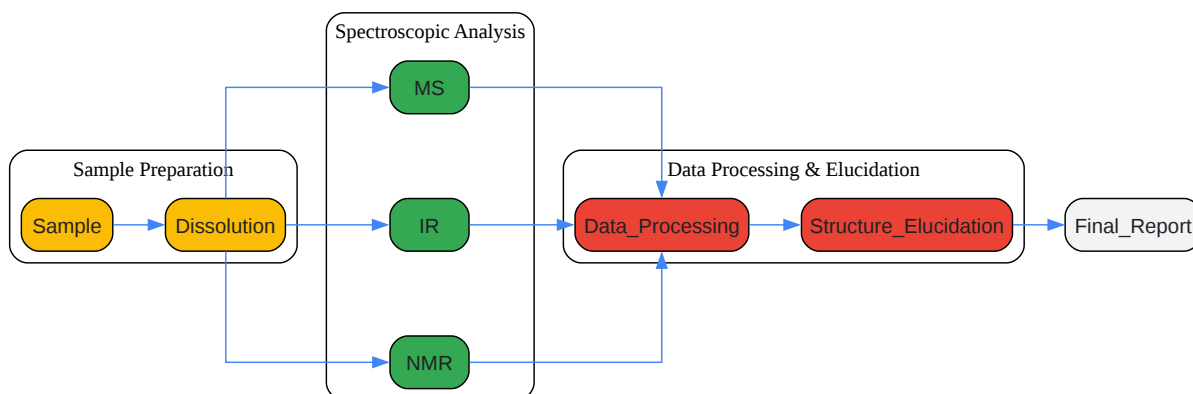 Spectroscopic Analysis
MS
Sample Preparation
Data Processing & Elucidation
Sample
Dissolution
IR
Data_Processing
Structure_Elucidation
Final_Report
NMR